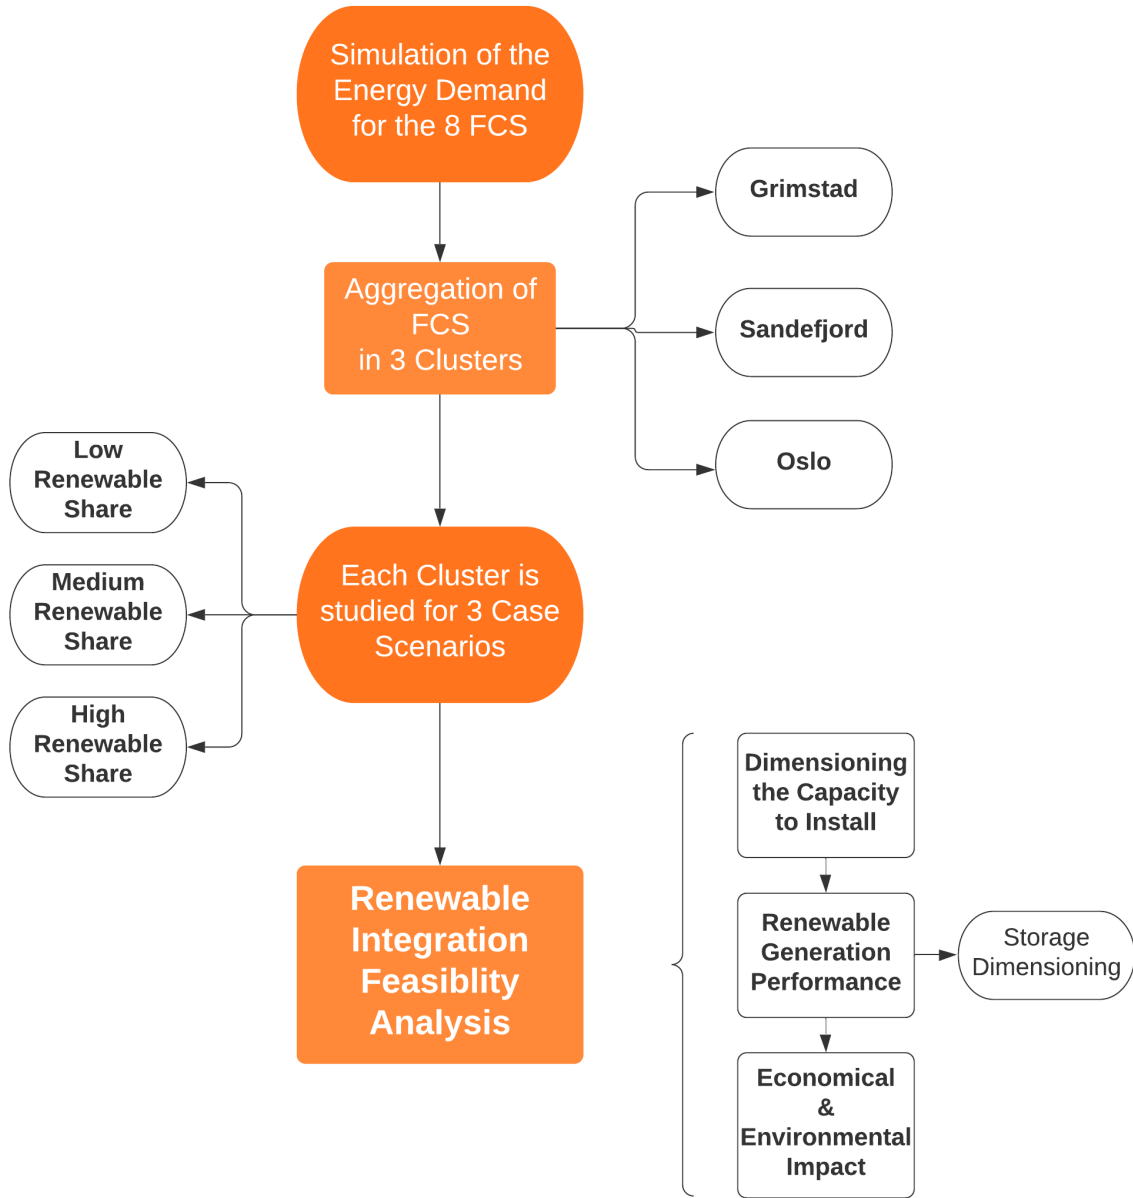 Simulation of the
Energy Demand
for the 8 FCS
Grimstad
Aggregation of
FCS
in 3 Clusters
Sandefjord
Oslo
Low
Renewable
Share
Each Cluster is
studied for 3 Case
Scenarios
Medium
Renewable
Share
High
Renewable
Share
Renewable
Integration
Feasiblity
Analysis
Dimensioning
the Capacity
to Install
Renewable
Generation
Performance
Storage
Dimensioning
Economical
&
Environmental
Impact